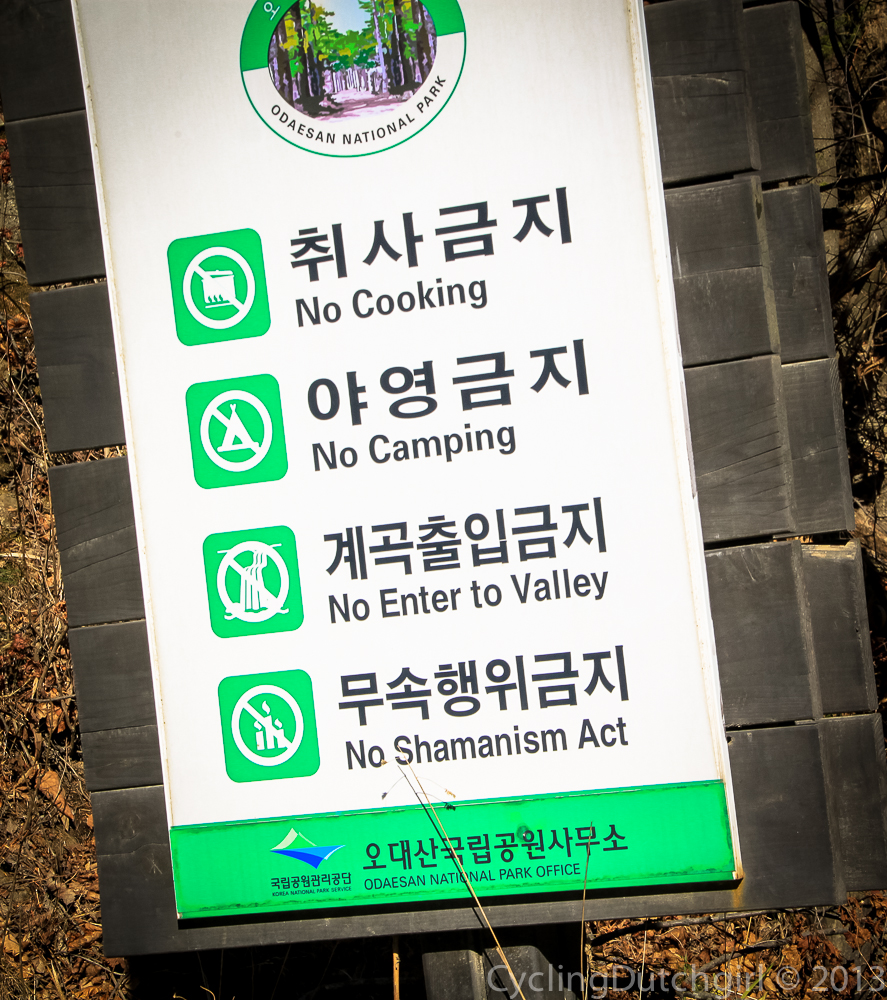 오
ODAESAN NATIONAL PARK
취사금지
No Cooking
야영금지
No Camping
계곡출입금지
No Enter to Valley
무속행위금지
No Shamanism Act
국립공원관리공단
KOREA NATIONAL PARK SERVICE
오대산국립공원사무소
ODAESAN NATIONAL PARK OFFICE
CyclingDutchgirl © 2013